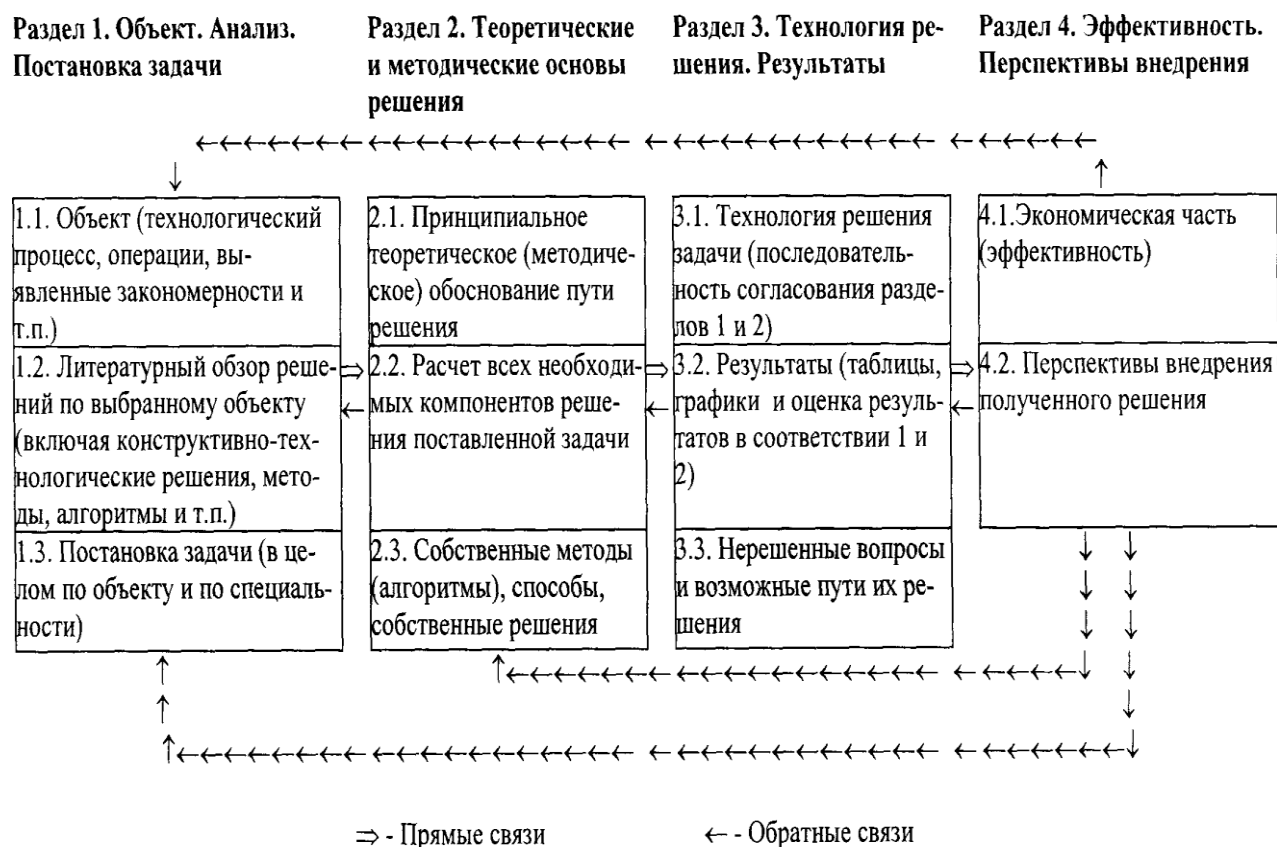 Раздел 1. Объект. Анализ.
Постановка задачи
Раздел 2. Теоретические
и методические основы
решения
Раздел 3. Технология ре-
шения. Результаты
Раздел 4. Эффективность.
Перспективы внедрения
1.1. Объект (технологический
процесс, операции, вы-
явленные закономерности и
т.п.)
1.2. Литературный обзор реше-
ний по выбранному объекту
(включая конструктивно-тех-
нологические решения, мето-
ды, алгоритмы и т.п.)
1.3. Постановка задачи (в це-
лом по объекту и по специаль-
ности)
2.1. Принципиальное
теоретическое (методиче-
ское) обоснование пути
решения
2.2. Расчет всех необходи-
мых компонентов реше-
ния поставленной задачи
2.3. Собственные методы
(алгоритмы), способы,
собственные решения
3.1. Технология решения
задачи (последователь-
ность согласования разде-
лов 1 и 2)
3.2. Результаты (таблицы,
графики и оценка резуль-
татов в соответствии 1 и
2)
3.3. Нерешенные вопросы
и возможные пути их ре-
шения
4.1.Экономическая часть
(эффективность)
4.2. Перспективы внедрения
полученного решения
⇒ - Прямые связи
← - Обратные связи